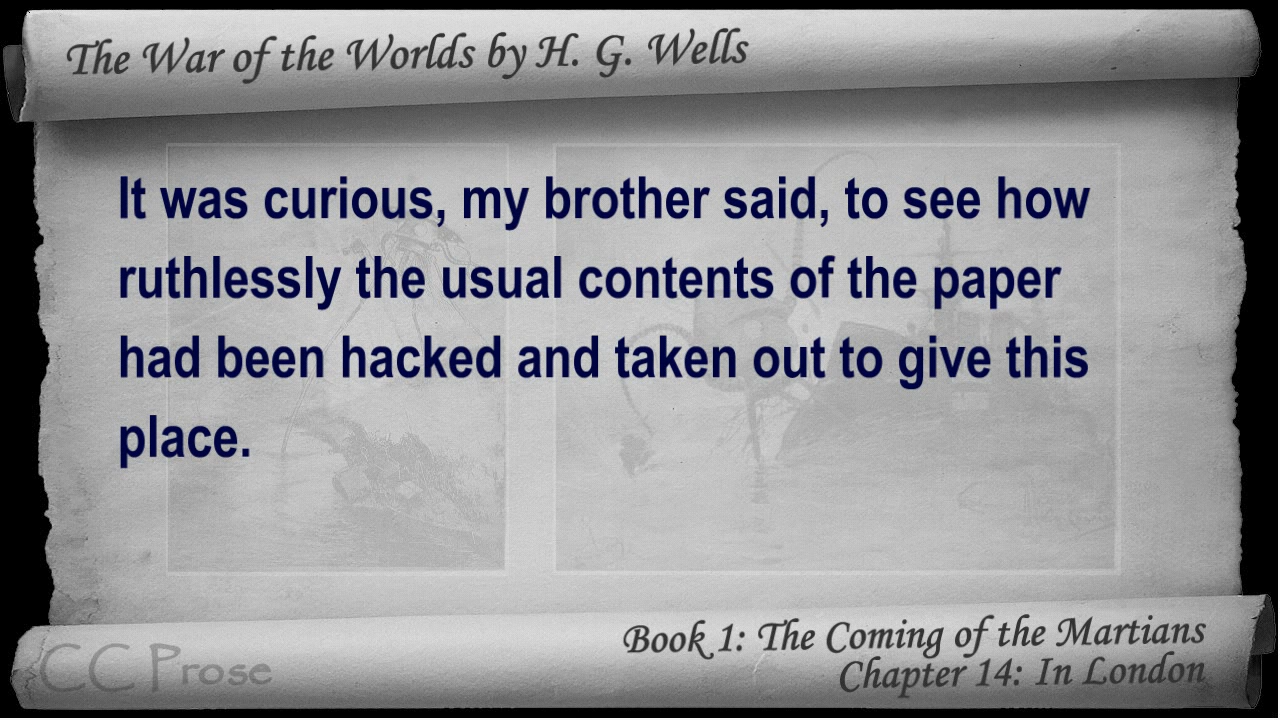 The War of the Worlds by H. G. Wells
It was curious, my brother said, to see how
ruthlessly the usual contents of the paper
had been hacked and taken out to give this
place.
Book 1: The Coming of the Martians
Chapter 14: In London
CC Prose